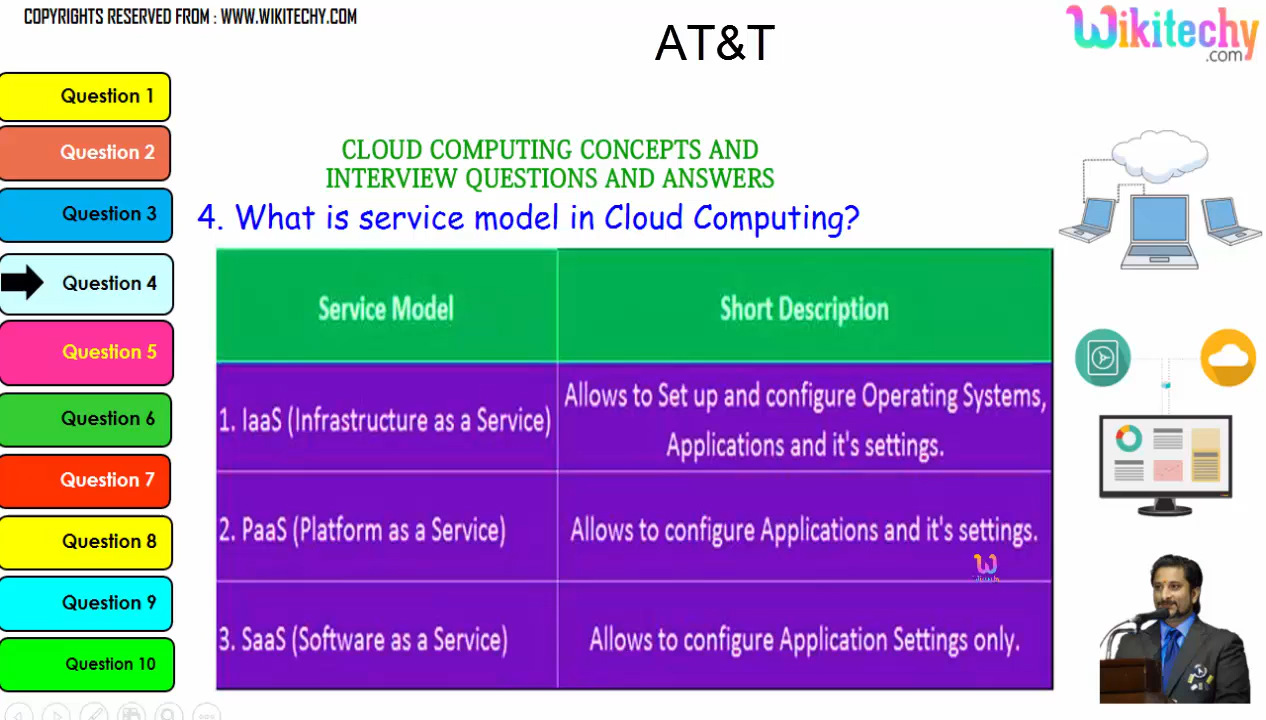 COPYRIGHTS RESERVED FROM : WWW.WIKITECHY.COM
AT&T
Wikitechy
.com
Question 1
Question 2
Question 3
Question 4
Question 5
Question 6
Question 7
Question 8
Question 9
Question 10
CLOUD COMPUTING CONCEPTS AND
INTERVIEW QUESTIONS AND ANSWERS
4. What is service model in Cloud Computing?
Service Model
Short Description
1. IaaS (Infrastructure as a Service)
Allows to Set up and configure Operating Systems,
Applications and it's settings.
2. PaaS (Platform as a Service)
Allows to configure Applications and it's settings.
3. SaaS (Software as a Service)
Allows to configure Application Settings only.